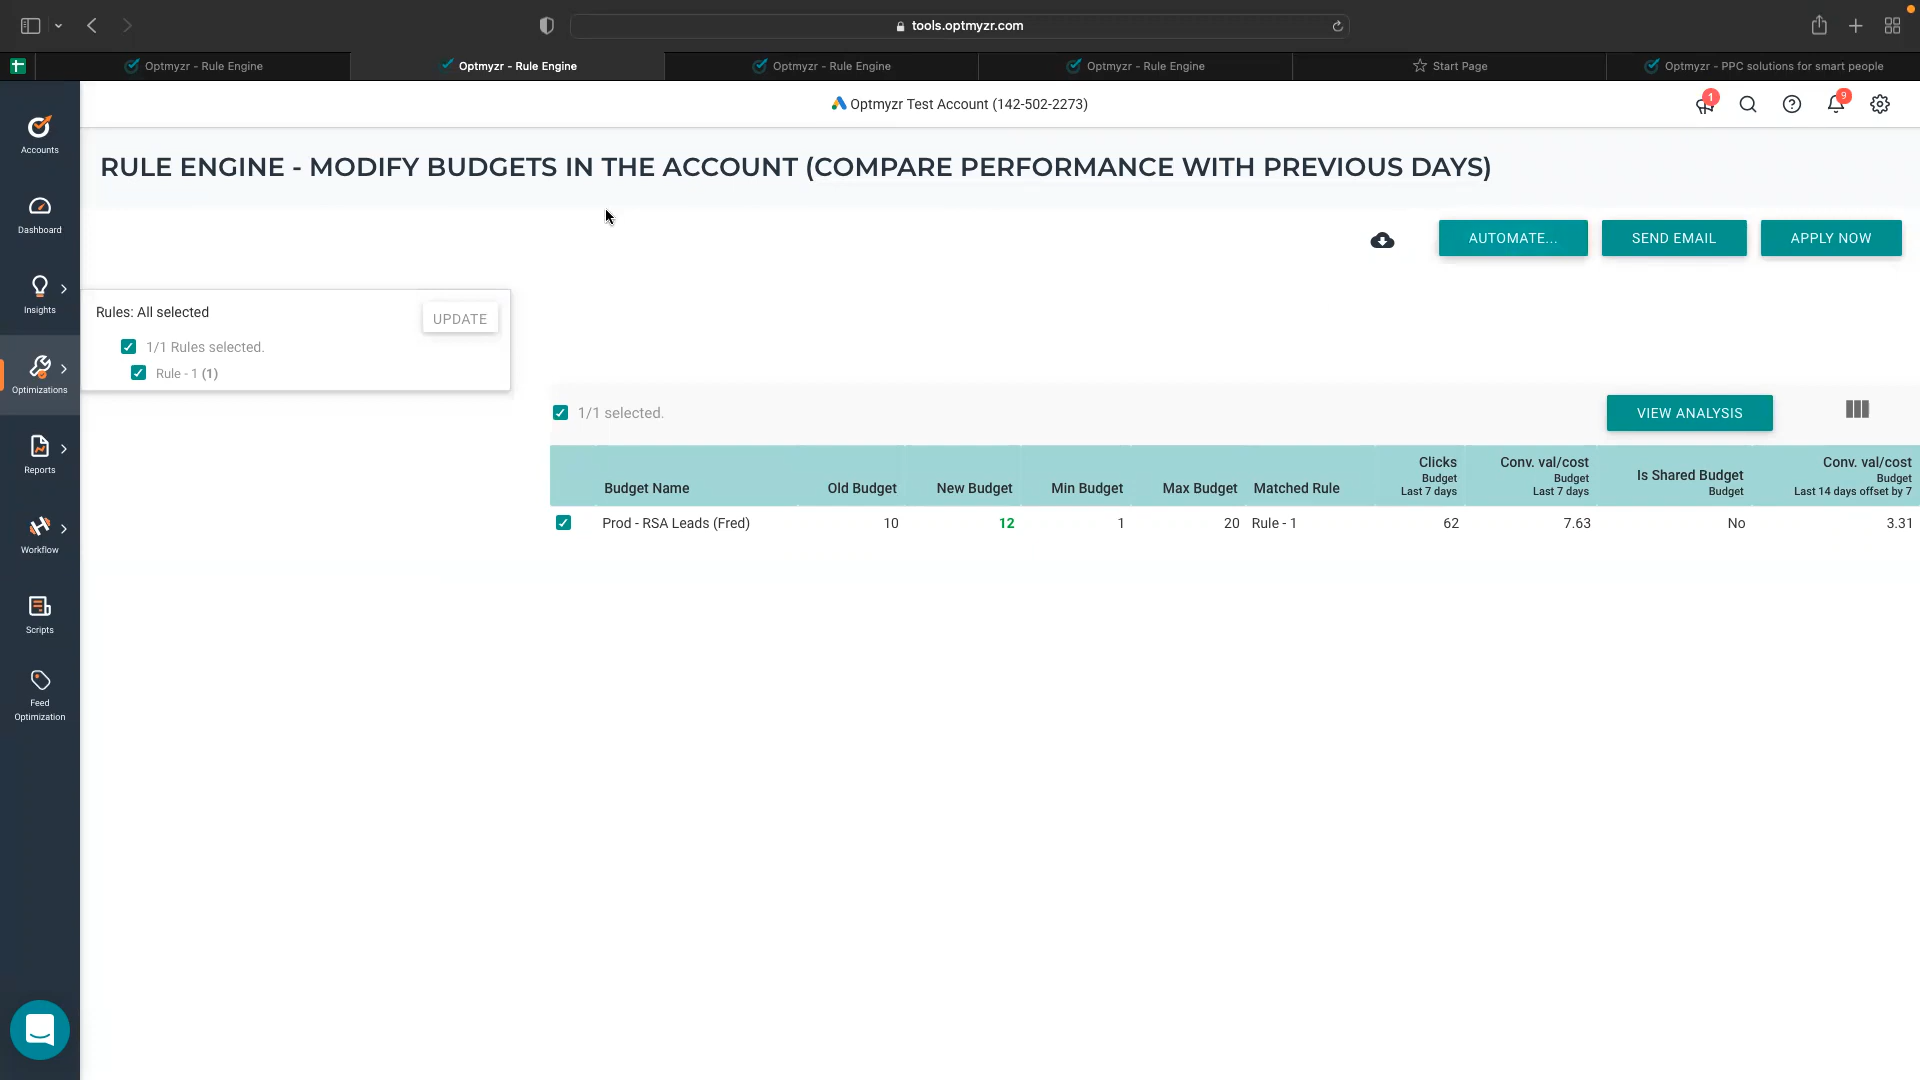 tools.optmyzr.com
Optmyzr - Rule Engine
Optmyzr - Rule Engine
Optmyzr - Rule Engine
Optmyzr - Rule Engine
Start Page
Optmyzr - PPC solutions for smart people
Optmyzr Test Account (142-502-2273)
1
9
Accounts
Dashboard
Insights
Optimizations
Reports
Workflow
Scripts
Feed
Optimization
RULE ENGINE - MODIFY BUDGETS IN THE ACCOUNT (COMPARE PERFORMANCE WITH PREVIOUS DAYS)
AUTOMATE...
SEND EMAIL
APPLY NOW
Rules: All selected
UPDATE
1/1 Rules selected.
Rule - 1 (1)
1/1 selected.
VIEW ANALYSIS
Budget Name
Old Budget
New Budget
Min Budget
Max Budget
Matched Rule
Clicks
Budget
Last 7 days
Conv. val/cost
Budget
Last 7 days
Is Shared Budget
Budget
Conv. val/cost
Budget
Last 14 days offset by 7
Prod - RSA Leads (Fred)
10
12
1
20
Rule - 1
62
7.63
No
3.31